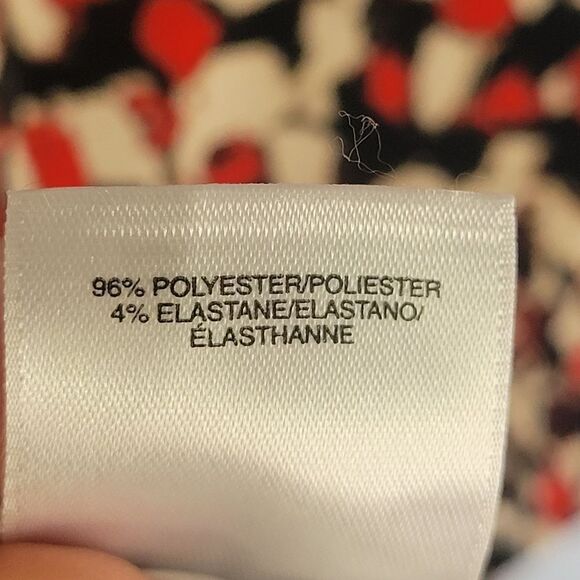 96% POLYESTER/POLIESTER
4% ELASTANE/ELASTANO/
ÉLASTHANNE